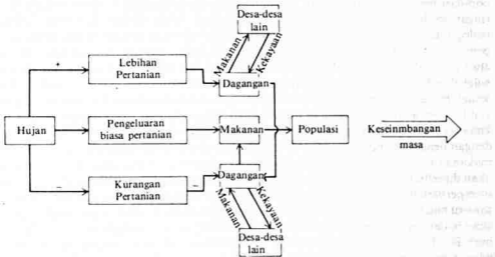 Desa-desa
lain
Makanan
Kekayaan
+
Lebihan
Pertanian
Dagangan
Hujan
Pengeluaran
biasa pertanian
Makanan
Populasi
Keseinmbangan
masa
–
Kurangan
Pertanian
–
Dagangan
Makanan
Kekayaan
Desa-desa
lain